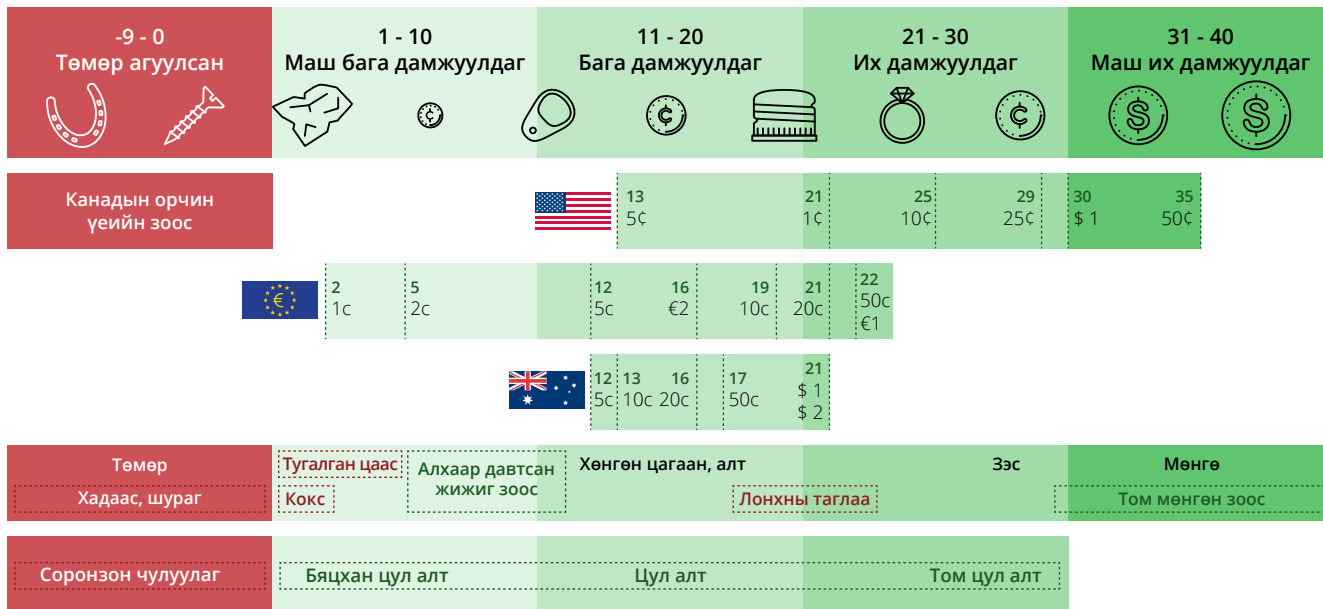 -9 - 0
Төмөр агуулсан
1 - 10
Маш бага дамжуулдаг
11 - 20
Бага дамжуулдаг
21 - 30
Их дамжуулдаг
31 - 40
Маш их дамжуулдаг
Канадын орчин
үеийн зоос
13 21 25 29 30 35
5¢ 1¢ 10¢ 25¢ $ 1 50¢
2 5 12 16 19 21 22
1c 2c 5c €2 10c 20c 50c
€1
12 13 16 17 21
5c 10c 20c 50c $ 1
$ 2
Төмөр
Хадаас, шураг
Тугалган цаас
Кокс
Алхаар давтсан
жижиг зоос
Хөнгөн цагаан, алт
Лонхны таглаа
Зэс
Мөнгө
Том мөнгөн зоос
Соронзон чулуулаг
Бяцхан цул алт
Цул алт
Том цул алт